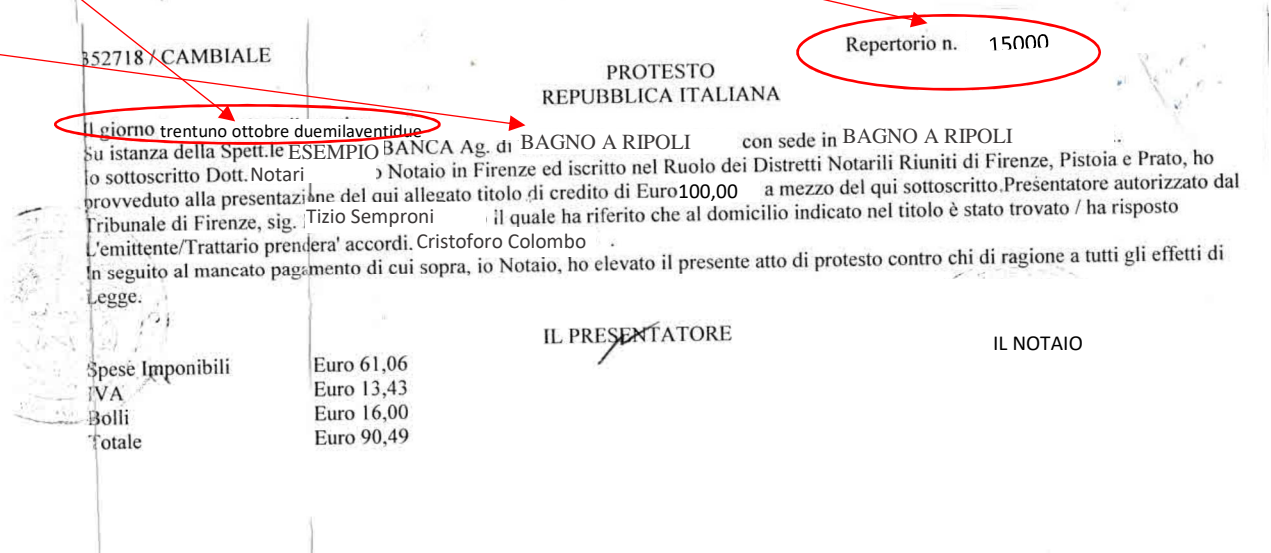 352718 / CAMBIALE
Repertorio n. 15000
PROTESTO
REPUBBLICA ITALIANA
Il giorno trentuno ottobre duemilaventidue
Su istanza della Spett.le ESEMPIO BANCA Ag. di BAGNO A RIPOLI con sede in BAGNO A RIPOLI
Io sottoscritto Dott. Notari o Notaio in Firenze ed iscritto nel Ruolo dei Distretti Notarili Riuniti di Firenze, Pistoia e Prato, ho
provveduto alla presentazione del qui allegato titolo di credito di Euro 100,00 a mezzo del qui sottoscritto.Presentatore autorizzato dal
Tribunale di Firenze, sig. Tizio Semproni il quale ha riferito che al domicilio indicato nel titolo è stato trovato / ha risposto
L'emittente/Trattario prendera' accordi. Cristoforo Colombo .
In seguito al mancato pagamento di cui sopra, io Notaio, ho elevato il presente atto di protesto contro chi di ragione a tutti gli effetti di
Legge.
IL PRESENTATORE
IL NOTAIO
Spese Imponibili Euro 61,06
IVA Euro 13,43
Bolli Euro 16,00
Totale Euro 90,49